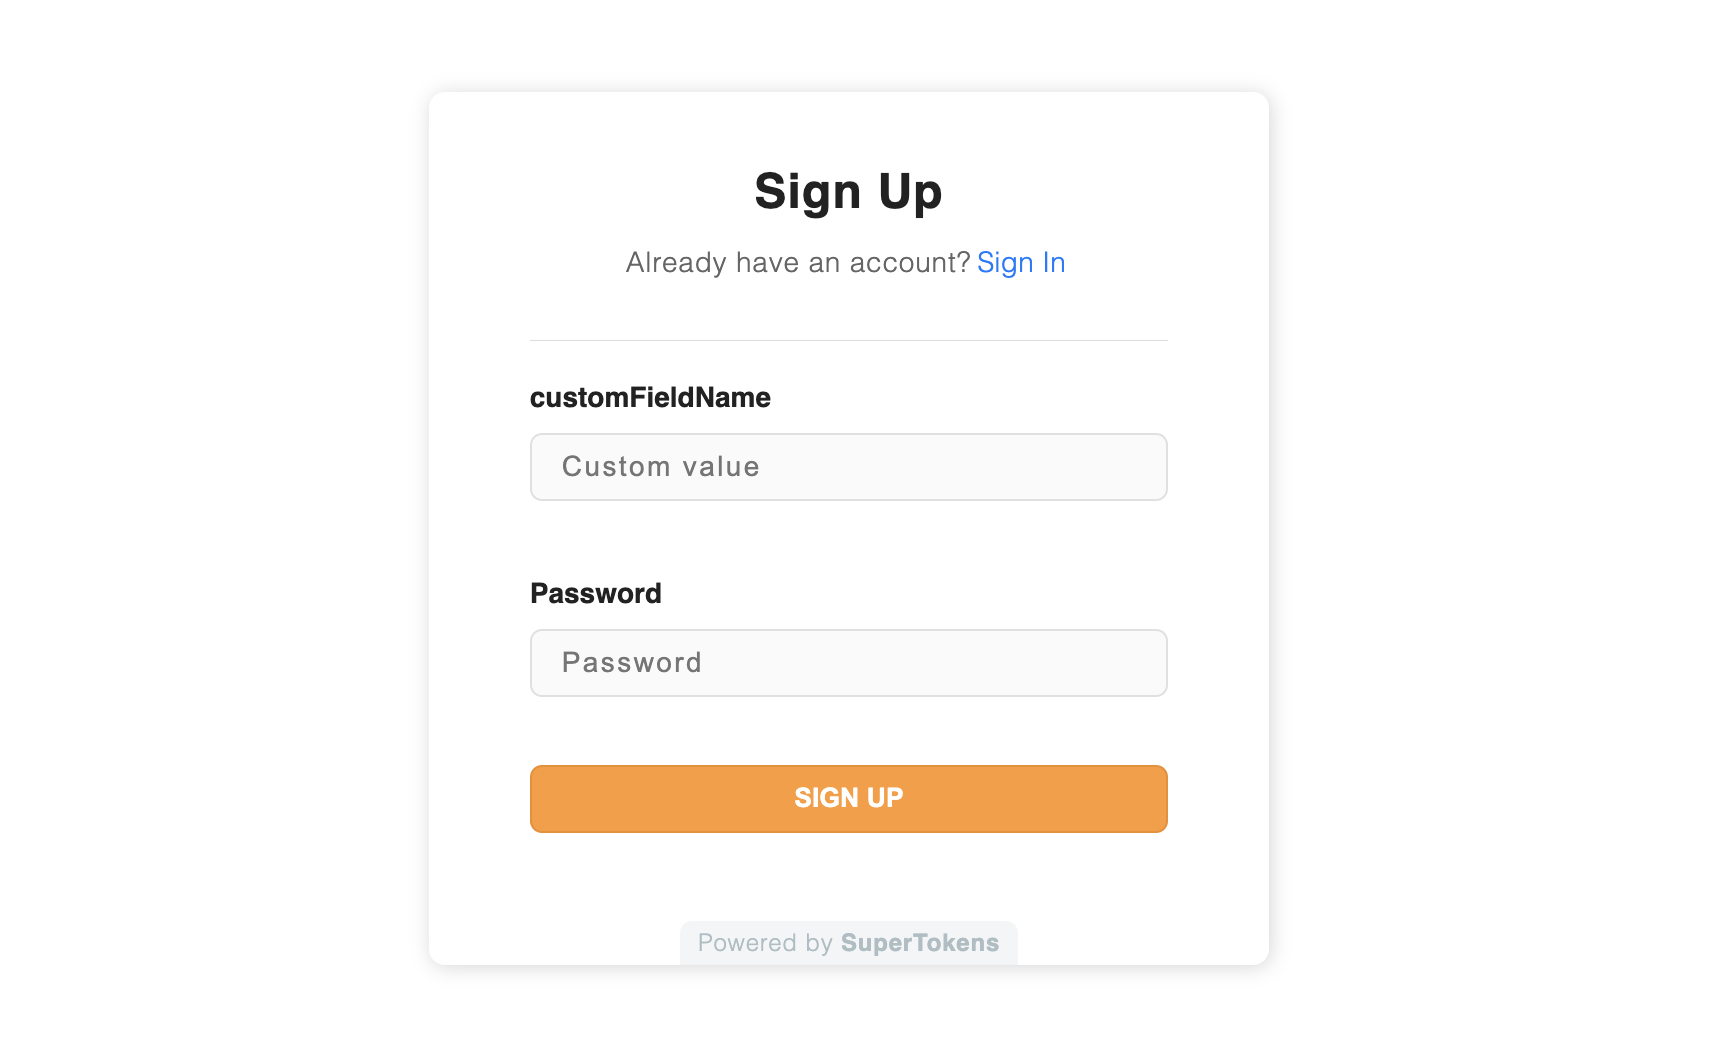 Sign Up
Already have an account? Sign In
customFieldName
Custom value
Password
Password
SIGN UP
Powered by SuperTokens